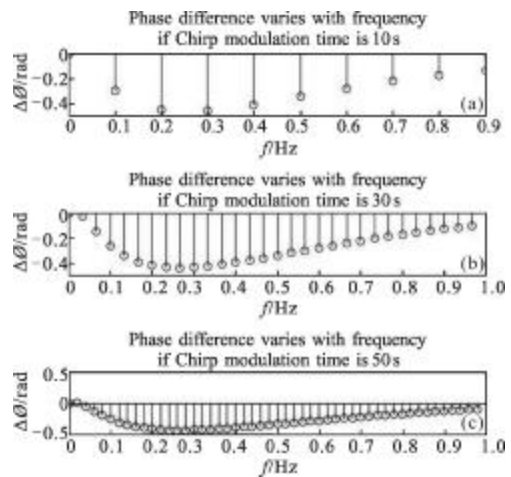 Phase difference varies with frequency
if Chirp modulation time is 10 s
0
−0.2
−0.4
ΔØ/rad
(a)
0 0.1 0.2 0.3 0.4 0.5 0.6 0.7 0.8 0.9
f/Hz
Phase difference varies with frequency
if Chirp modulation time is 30 s
0
−0.2
−0.4
ΔØ/rad
(b)
0 0.1 0.2 0.3 0.4 0.5 0.6 0.7 0.8 0.9 1.0
f/Hz
Phase difference varies with frequency
if Chirp modulation time is 50 s
0.5
0
−0.5
ΔØ/rad
(c)
0 0.1 0.2 0.3 0.4 0.5 0.6 0.7 0.8 0.9 1.0
f/Hz